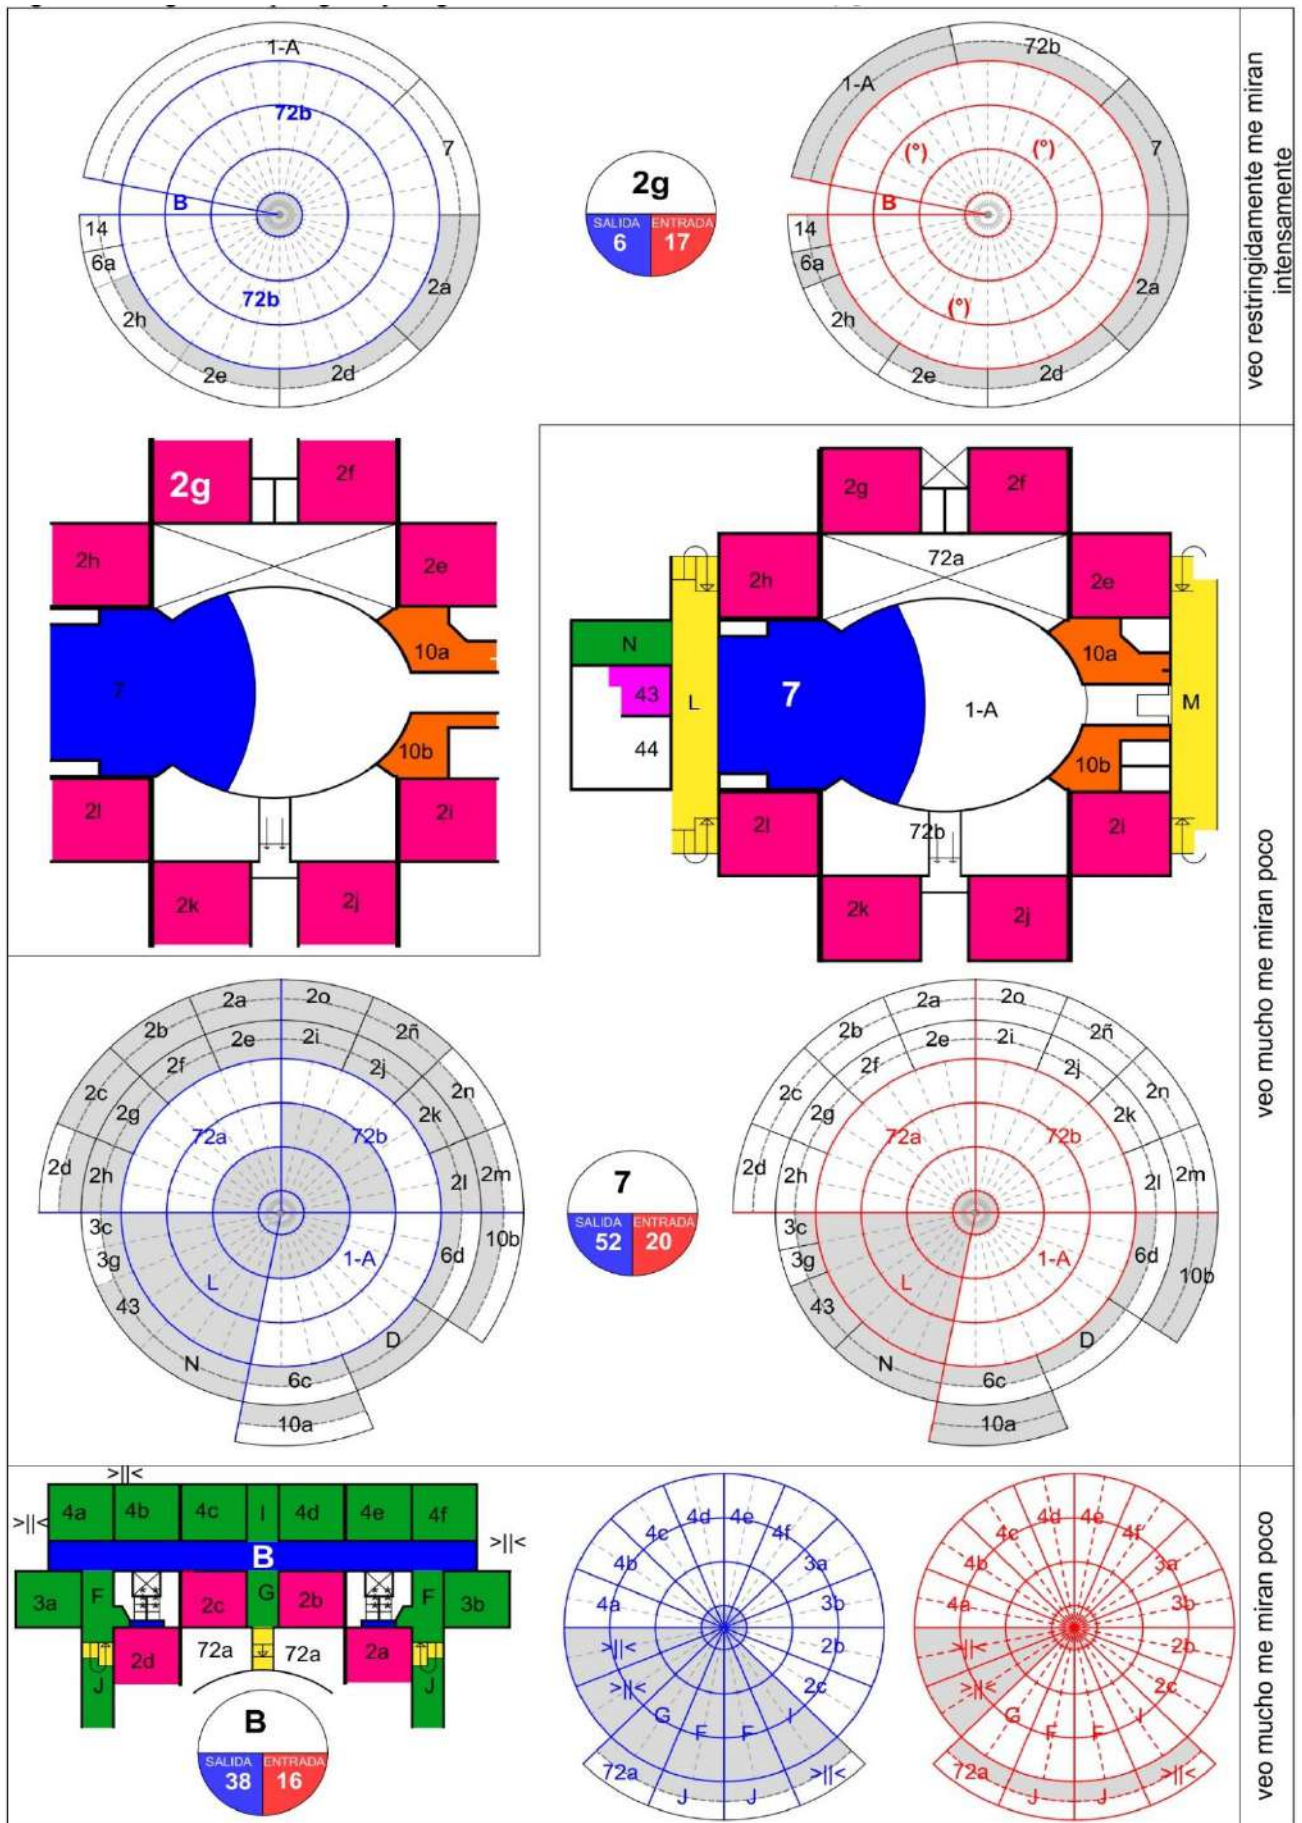 1-A
72b
7
B
72b
14
6a
2a
2h
2e
2d
2g
SALIDA
ENTRADA
6
17
72b
1-A
(°)
(°)
7
B
14
6a
2a
(°)
2h
2e
2d
veo restringidamente me miran
intensamente
2g
2f
2h
2e
7
10a
10b
2l
2i
2k
2j
2g
2f
72a
2h
2e
N
10a
43
L
7
1-A
M
44
10b
2l
72b
2i
2k
2j
veo mucho me miran poco
2a
2o
2b
2ñ
2e
2i
2f
2j
2c
2n
2g
2k
72a
72b
2d
2h
2l
2m
3c
3g
L
1-A
6d
10b
43
N
D
6c
10a
7
SALIDA
ENTRADA
52
20
2a
2o
2b
2ñ
2e
2i
2f
2j
2c
2n
2g
2k
72a
72b
2d
2h
2l
2m
3c
3g
L
1-A
6d
10b
43
N
D
6c
10a
>||<
>||<
>||<
4a
4b
4c
I
4d
4e
4f
B
3a
F
2c
G
2b
F
3b
72a
72a
2d
2a
J
J
B
SALIDA
ENTRADA
38
16
4d
4e
4c
4f
4b
3a
4a
3b
>||<
2b
>||<
2c
G
F
F
I
72a
J
J
>||<
4d
4e
4c
4f
4b
3a
4a
3b
>||<
2b
>||<
2c
G
F
F
72a
J
J
>||<
veo mucho me miran poco